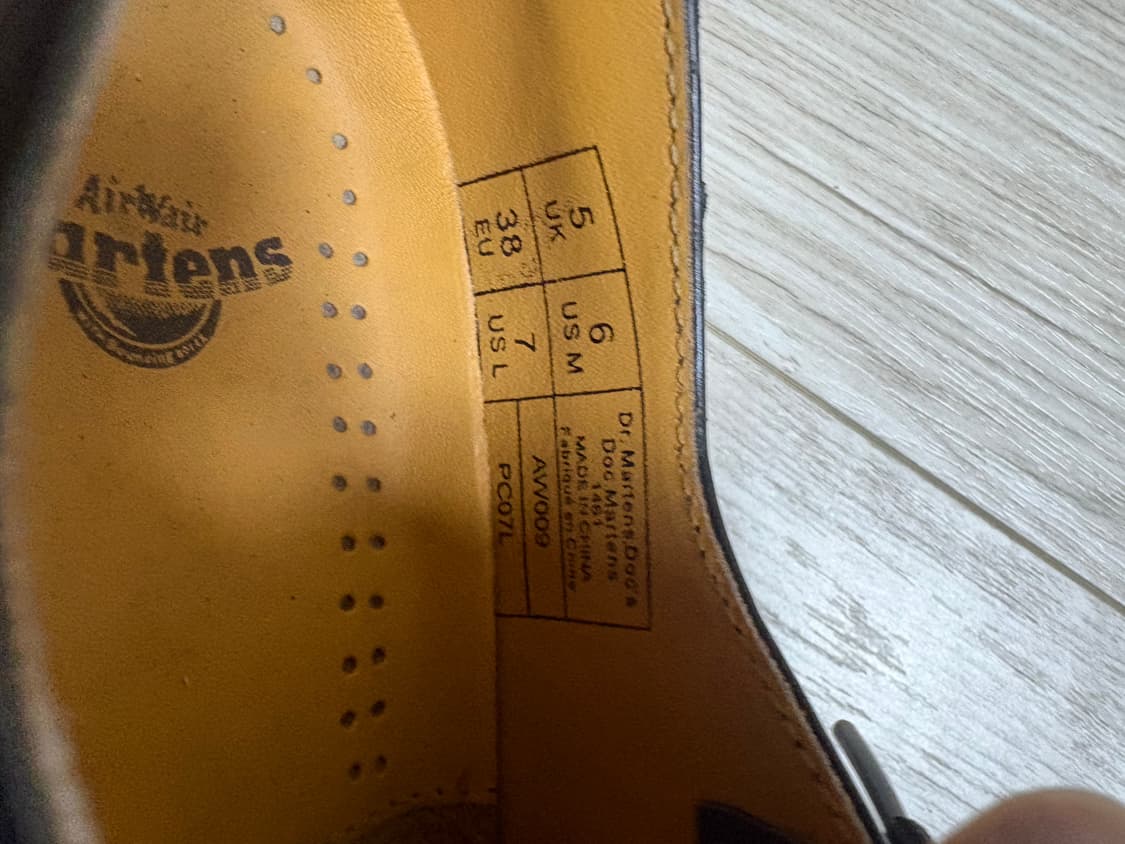 AirWair
artens
5
UK
6
US M
38
EU
7
US L
Dr. Martens, Doc's
Doc Martens
1461
MADE IN CHINA
Fabriqué en Chine
AW009
PC07L